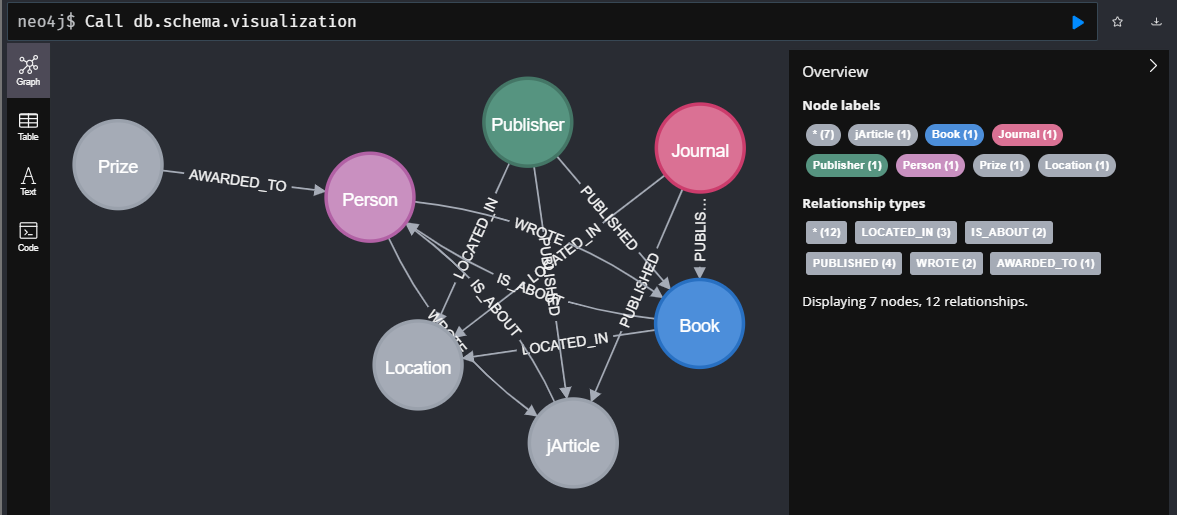 neo4j$ Call db.schema.visualization
Graph
Table
Text
Code
Prize
AWARDED_TO
Person
Publisher
Journal
Book
Location
jArticle
WROTE
WROTE
IS_ABOUT
IS_ABOUT
LOCATED_IN
LOCATED_IN
LOCATED_IN
PUBLISHED
PUBLISHED
PUBLISHED
PUBLIS...
Overview
Node labels
* (7) jArticle (1) Book (1) Journal (1)
Publisher (1) Person (1) Prize (1) Location (1)
Relationship types
* (12) LOCATED_IN (3) IS_ABOUT (2)
PUBLISHED (4) WROTE (2) AWARDED_TO (1)
Displaying 7 nodes, 12 relationships.